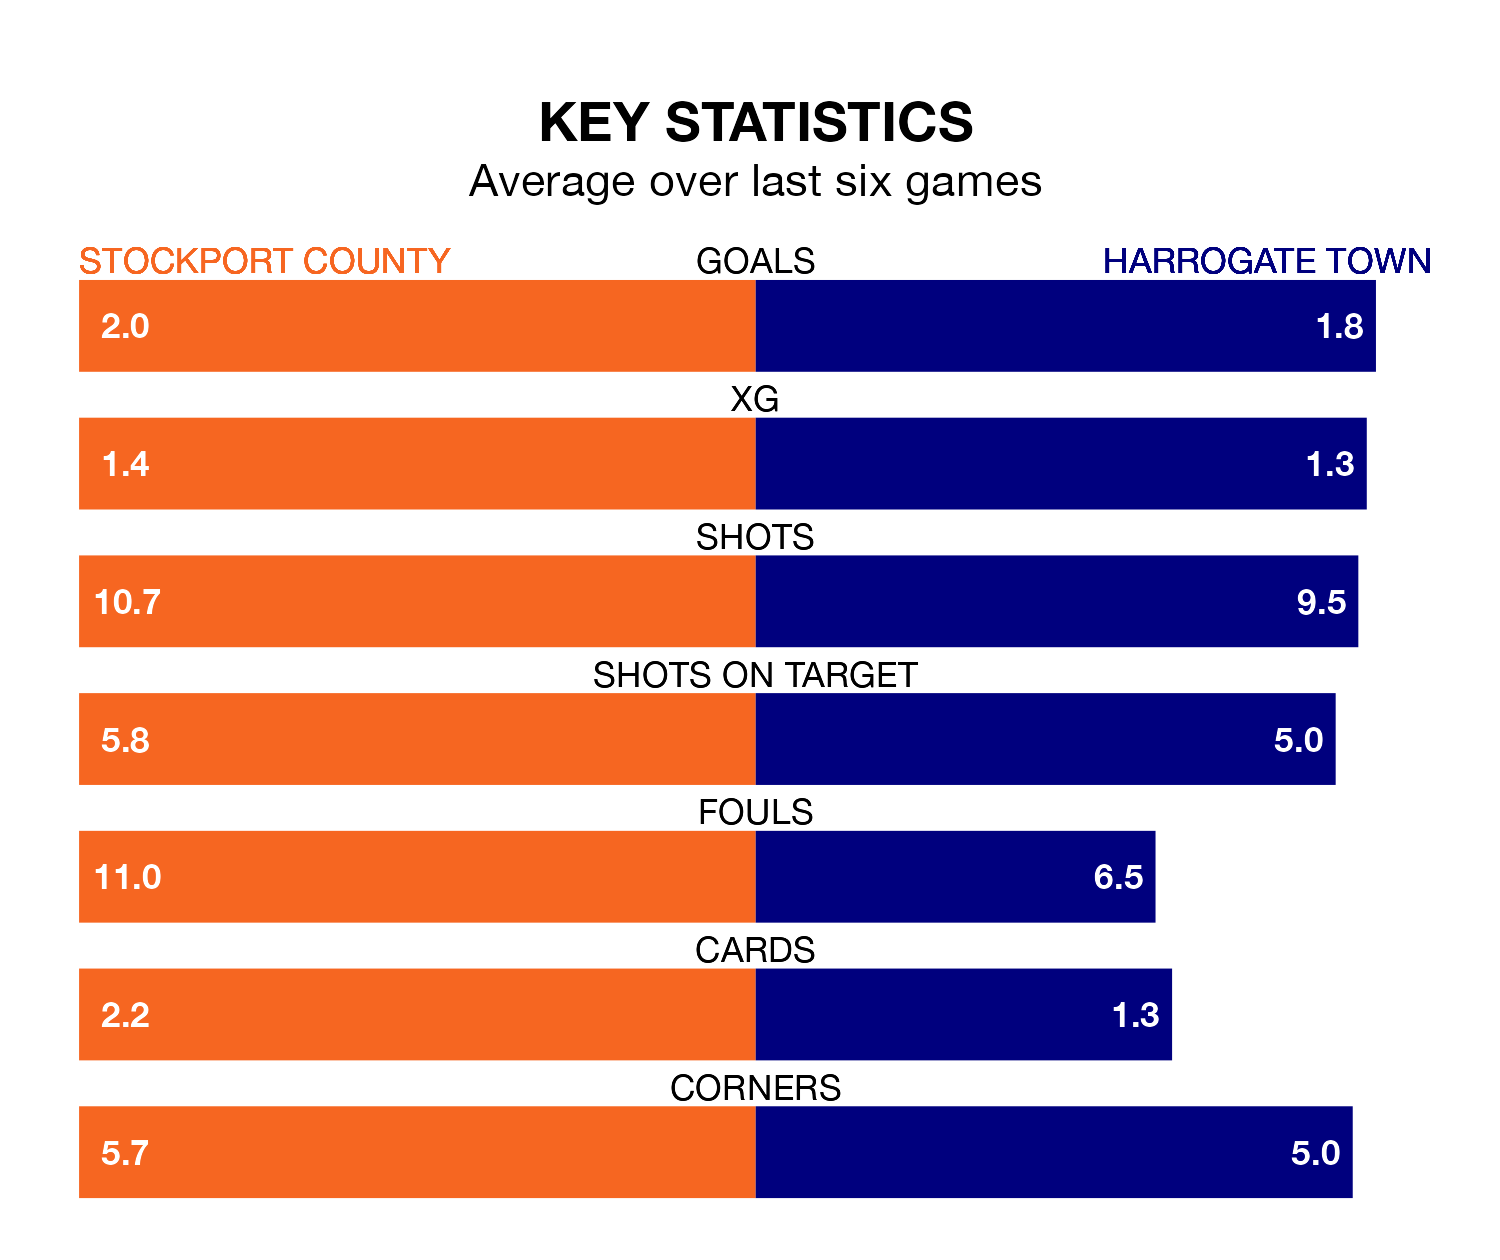 KEY STATISTICS
Average over last six games
STOCKPORT COUNTY GOALS HARROGATE TOWN
2.0 1.8
XG
1.4 1.3
SHOTS
10.7 9.5
SHOTS ON TARGET
5.8 5.0
FOULS
11.0 6.5
CARDS
2.2 1.3
CORNERS
5.7 5.0